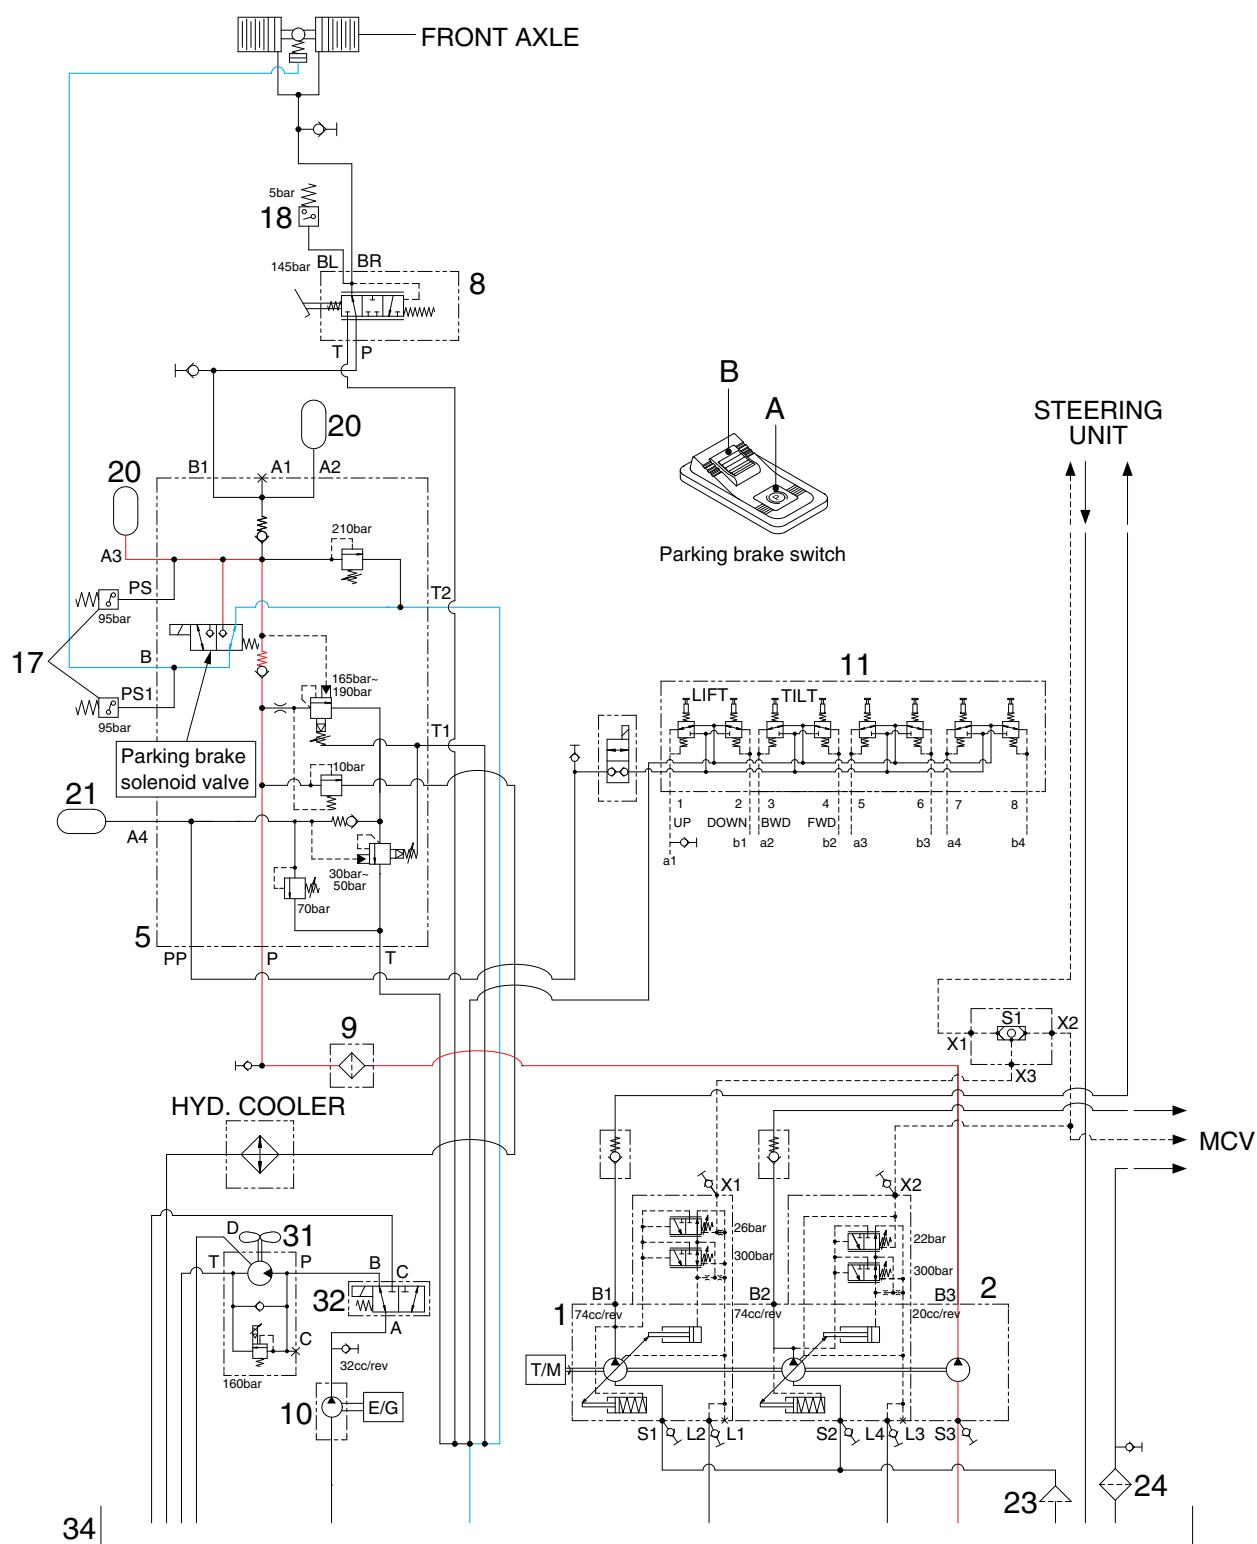 FRONT AXLE
5bar
18
145bar
BL
BR
8
T
P
B
A
STEERING
UNIT
20
20
B1
A1
A2
Parking brake switch
210bar
A3
PS
95bar
T2
17
B
PS1
95bar
165bar~
190bar
T1
Parking brake
solenoid valve
10bar
21
A4
30bar~
50bar
70bar
5
PP
P
T
11
LIFT
TILT
1
2
3
4
5
6
7
8
UP
DOWN
BWD
FWD
a1
b1
a2
b2
a3
b3
a4
b4
9
S1
X1
X2
X3
HYD. COOLER
MCV
X1
X2
D
31
T
P
B
C
32
A
C
160bar
32cc/rev
10
E/G
26bar
300bar
22bar
300bar
B1
B2
B3
2
1
74cc/rev
74cc/rev
20cc/rev
T/M
S1
L2
L1
S2
L4
L3
S3
23
24
34